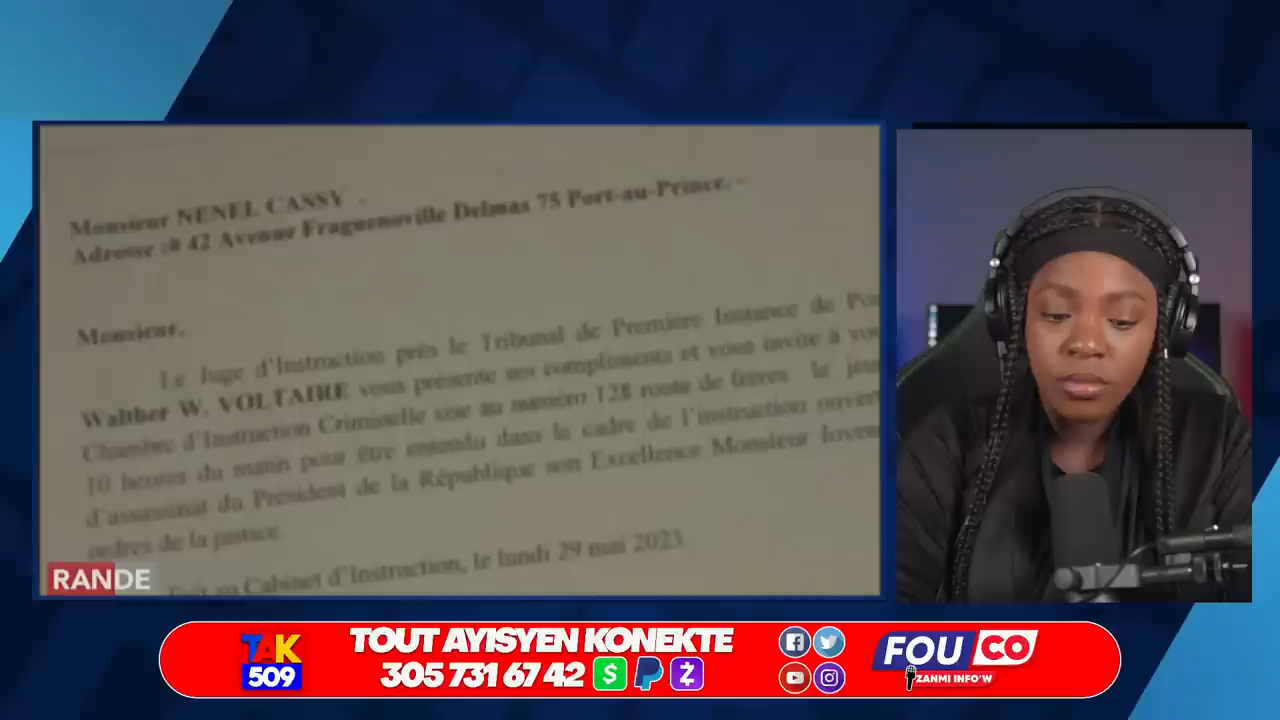 Monsieur NENEL CASSY .
Adresse :# 42 Avenue Fragueneville Delmas 75 Port-au-Prince. -
Monsieur,
Le Juge d'Instruction près le Tribunal de Première Instance de
Walther W. VOLTAIRE vous présente ses compliments et vous invite à
Chambre d'Instruction Criminelle sise au numéro 128 route de frères le
10 heures du matin pour être entendu dans le cadre de l'instruction
d'assassinat du Président de la République son Excellence Monsieur
ordres de la justice
au Cabinet d'Instruction, le lundi 29 mai 2023
RANDE
TAK
509
TOUT AYISYEN KONEKTE
305 731 67 42
FOUCO
ZANMI INFO'W